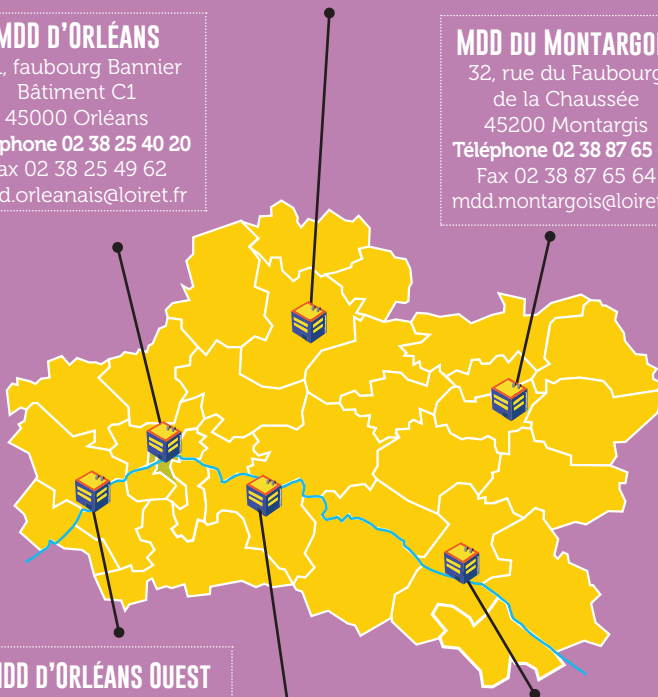 MDD D'ORLÉANS
, faubourg Bannier
Bâtiment C1
45000 Orléans
phone 02 38 25 40 20
ax 02 38 25 49 62
d.orleanais@loiret.fr
MDD DU MONTARGO
32, rue du Faubourg
de la Chaussée
45200 Montargis
Téléphone 02 38 87 65
Fax 02 38 87 65 64
mdd.montargois@loire
MDD D'ORLÉANS OUEST